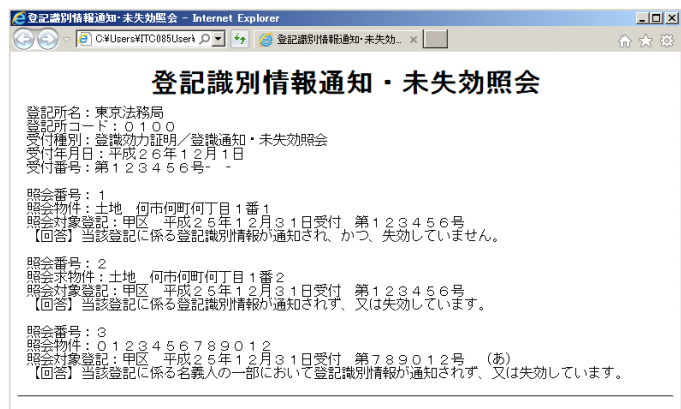 登記識別情報通知・未失効照会 - Internet Explorer
C:¥Users¥ITC085User¥
登記識別情報通知・未失効...
登記識別情報通知・未失効照会
登記所名：東京法務局
登記所コード：０１００
受付種別：登識効力証明／登識通知・未失効照会
受付年月日：平成２６年１２月１日
受付番号：第１２３４５６号-　-
照会番号：１
照会物件：土地　何市何町何丁目１番１
照会対象登記：甲区　平成２５年１２月３１日受付　第１２３４５６号
【回答】当該登記に係る登記識別情報が通知され、かつ、失効していません。
照会番号：２
照会求物件：土地　何市何町何丁目１番２
照会対象登記：甲区　平成２５年１２月３１日受付　第１２３４５６号
【回答】当該登記に係る登記識別情報が通知されず、又は失効しています。
照会番号：３
照会物件：０１２３４５６７８９０１２
照会対象登記：甲区　平成２５年１２月３１日受付　第７８９０１２号　（あ）
【回答】当該登記に係る名義人の一部において登記識別情報が通知されず、又は失効しています。